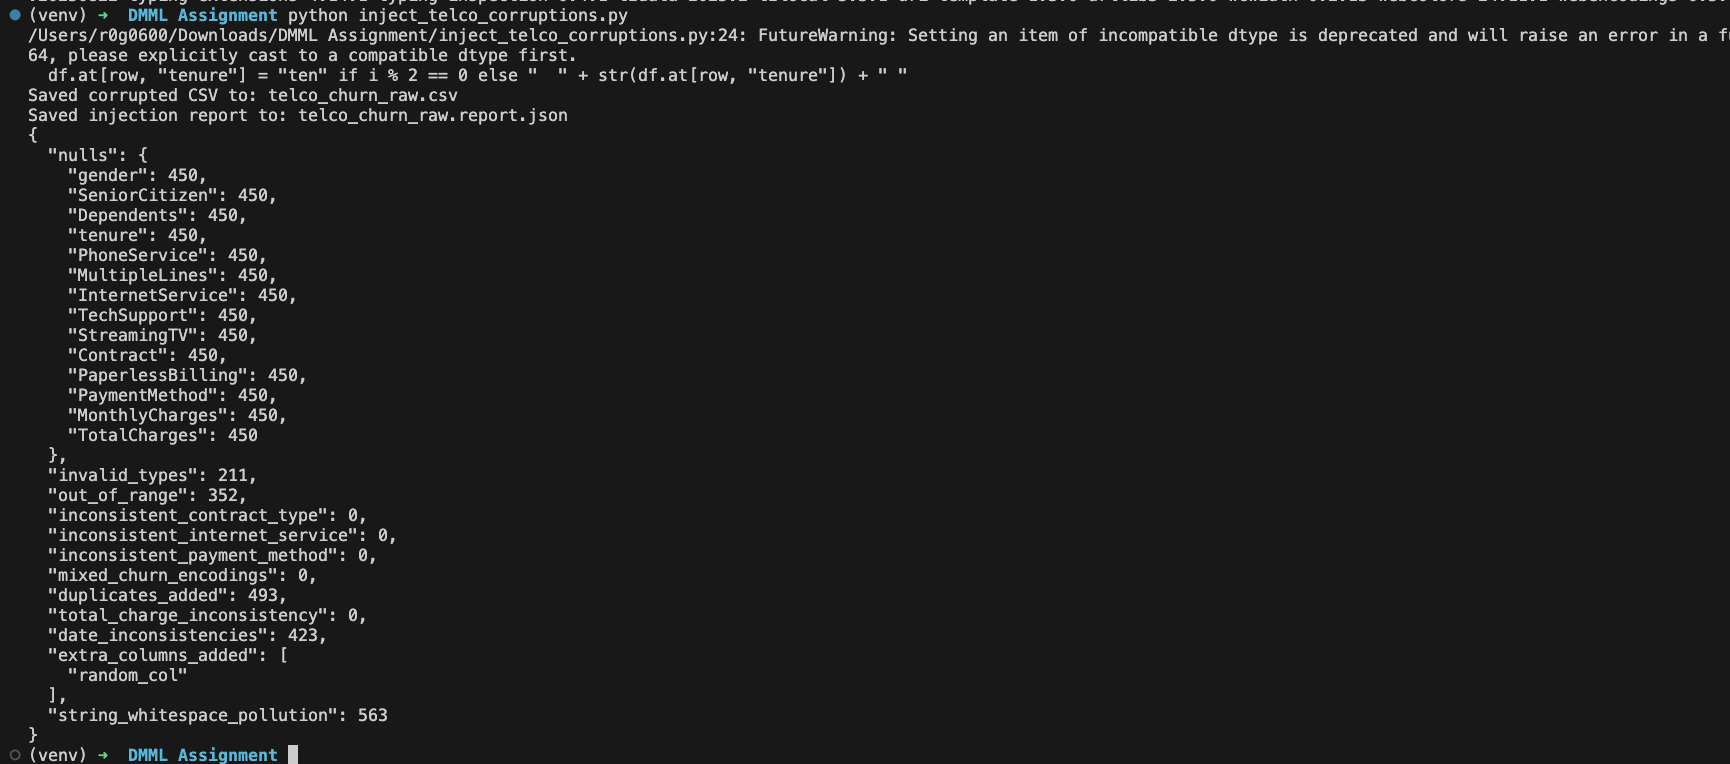 (venv) ➜ DMML Assignment python inject_telco_corruptions.py
/Users/r0g0600/Downloads/DMML Assignment/inject_telco_corruptions.py:24: FutureWarning: Setting an item of incompatible dtype is deprecated and will raise an error in a
64, please explicitly cast to a compatible dtype first.
  df.at[row, "tenure"] = "ten" if i % 2 == 0 else "  " + str(df.at[row, "tenure"]) + " "
Saved corrupted CSV to: telco_churn_raw.csv
Saved injection report to: telco_churn_raw.report.json
{
  "nulls": {
    "gender": 450,
    "SeniorCitizen": 450,
    "Dependents": 450,
    "tenure": 450,
    "PhoneService": 450,
    "MultipleLines": 450,
    "InternetService": 450,
    "TechSupport": 450,
    "StreamingTV": 450,
    "Contract": 450,
    "PaperlessBilling": 450,
    "PaymentMethod": 450,
    "MonthlyCharges": 450,
    "TotalCharges": 450
  },
  "invalid_types": 211,
  "out_of_range": 352,
  "inconsistent_contract_type": 0,
  "inconsistent_internet_service": 0,
  "inconsistent_payment_method": 0,
  "mixed_churn_encodings": 0,
  "duplicates_added": 493,
  "total_charge_inconsistency": 0,
  "date_inconsistencies": 423,
  "extra_columns_added": [
    "random_col"
  ],
  "string_whitespace_pollution": 563
}
(venv) ➜ DMML Assignment